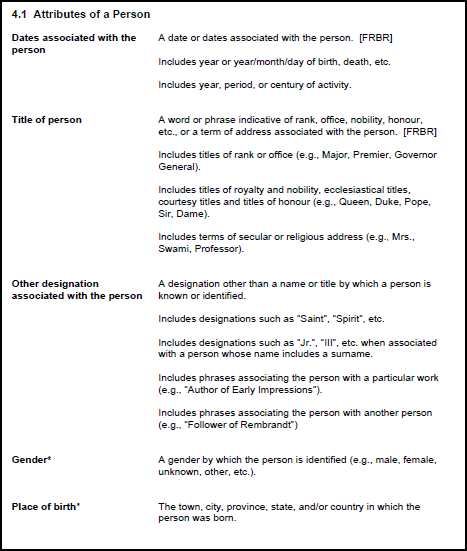 4.1 Attributes of a Person
Dates associated with the person
A date or dates associated with the person. [FRBR]
Includes year or year/month/day of birth, death, etc.
Includes year, period, or century of activity.
Title of person
A word or phrase indicative of rank, office, nobility, honour,
etc., or a term of address associated with the person. [FRBR]
Includes titles of rank or office (e.g., Major, Premier, Governor
General).
Includes titles of royalty and nobility, ecclesiastical titles,
courtesy titles and titles of honour (e.g., Queen, Duke, Pope,
Sir, Dame).
Includes terms of secular or religious address (e.g., Mrs.,
Swami, Professor).
Other designation
associated with the person
A designation other than a name or title by which a person is
known or identified.
Includes designations such as “Saint”, “Spirit”, etc.
Includes designations such as “Jr.”, “III”, etc. when associated
with a person whose name includes a surname.
Includes phrases associating the person with a particular work
(e.g., “Author of Early Impressions”).
Includes phrases associating the person with another person
(e.g., “Follower of Rembrandt”)
Gender*
A gender by which the person is identified (e.g., male, female,
unknown, other, etc.).
Place of birth*
The town, city, province, state, and/or country in which the
person was born.